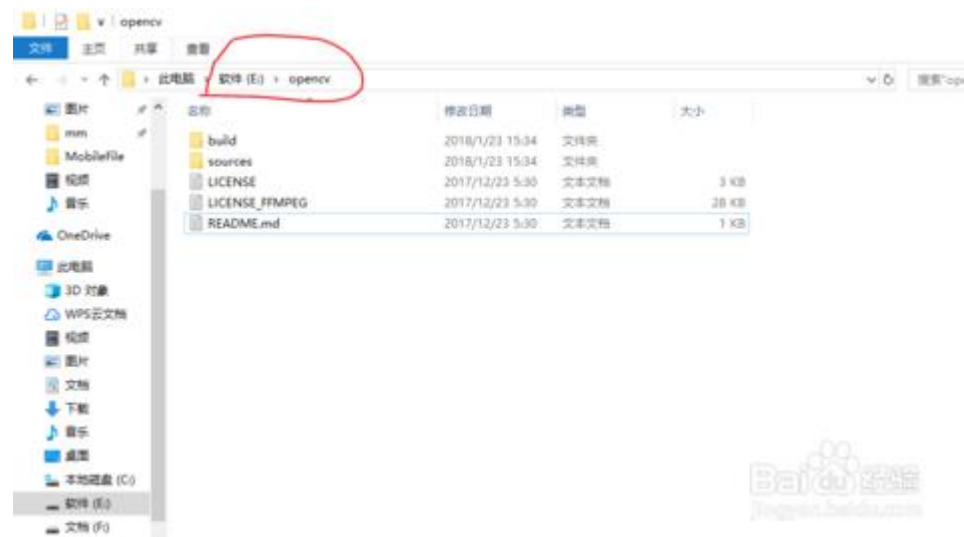 opencv
文件 主页 共享 查看
此电脑 软件 (E:) opencv 搜索"ope
名称 修改日期 类型 大小
图片
mm
MobileFile
视频
音乐
OneDrive
此电脑
3D 对象
WPS云文档
视频
图片
文档
下载
音乐
桌面
本地磁盘 (C:)
软件 (E:)
文档 (F:)
build 2018/1/23 15:34 文件夹
sources 2018/1/23 15:34 文件夹
LICENSE 2017/12/23 5:30 文本文档 3 KB
LICENSE_FFMPEG 2017/12/23 5:30 文本文档 28 KB
README.md 2017/12/23 5:30 文本文档 1 KB
Baidu 经验
jingyan.baidu.com